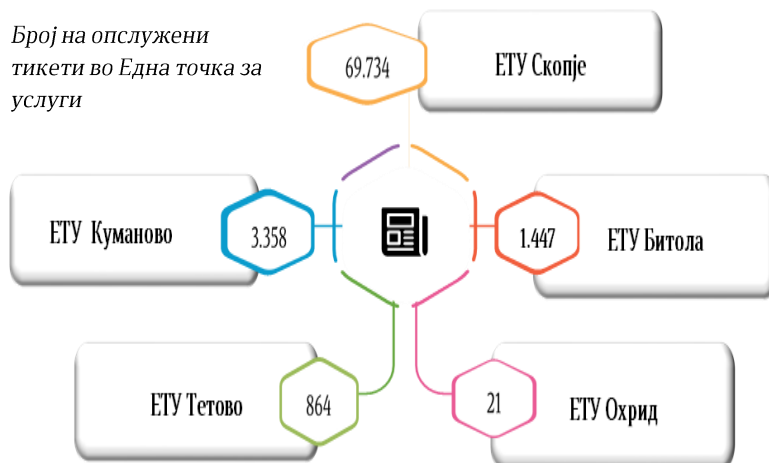 Број на опслужени
тикети во Една точка за
услуги
69.734
ЕТУ Скопје
ЕТУ Куманово
3.358
1.447
ЕТУ Битола
ЕТУ Тетово
864
21
ЕТУ Охрид